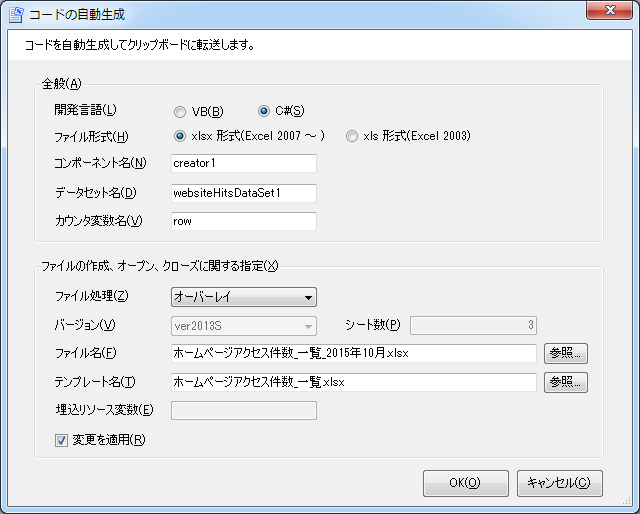 コードの自動生成
コードを自動生成してクリップボードに転送します。
全般(A)
開発言語(L) VB(B) C#(S)
ファイル形式(H) xlsx 形式(Excel 2007 ～ ) xls 形式(Excel 2003)
コンポーネント名(N) creator1
データセット名(D) websiteHitsDataSet1
カウンタ変数名(V) row
ファイルの作成、オープン、クローズに関する指定(X)
ファイル処理(Z) オーバーレイ
バージョン(V) ver2013S シート数(P) 3
ファイル名(F) ホームページアクセス件数_一覧_2015年10月.xlsx 参照...
テンプレート名(T) ホームページアクセス件数_一覧.xlsx 参照...
埋込リソース変数(E)
変更を適用(R)
OK(O) キャンセル(C)